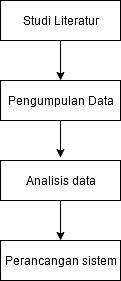 Studi Literatur
Pengumpulan Data
Analisis data
Perancangan sistem